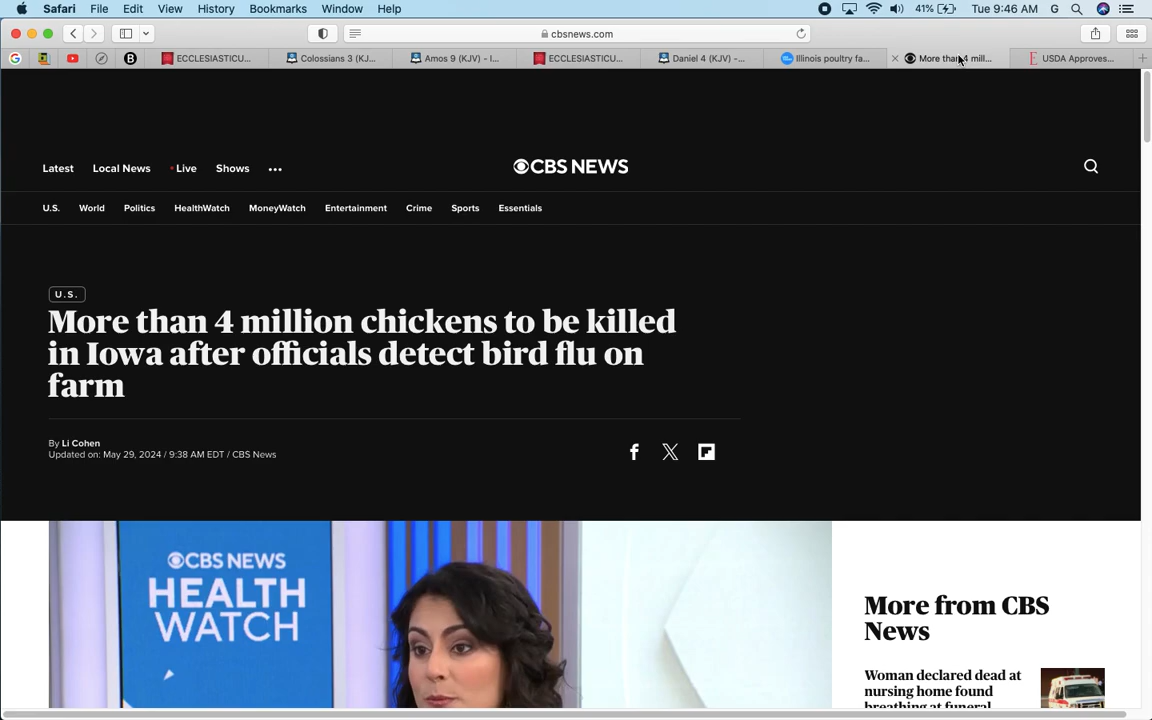 Safari File Edit View History Bookmarks Window Help 41% Tue 9:46 AM G
cbsnews.com
ECCLESIASTICU... Colossians 3 (KJ... Amos 9 (KJV) - I... ECCLESIASTICU... Daniel 4 (KJV) -... Illinois poultry fa... More than 4 mill... USDA Approves...
Latest Local News Live Shows CBS NEWS
U.S. World Politics HealthWatch MoneyWatch Entertainment Crime Sports Essentials
U.S.
More than 4 million chickens to be killed
in Iowa after officials detect bird flu on
farm
By Li Cohen
Updated on: May 29, 2024 / 9:38 AM EDT / CBS News
CBS NEWS
HEALTH
WATCH
More from CBS
News
Woman declared dead at
nursing home found
breathing at funeral